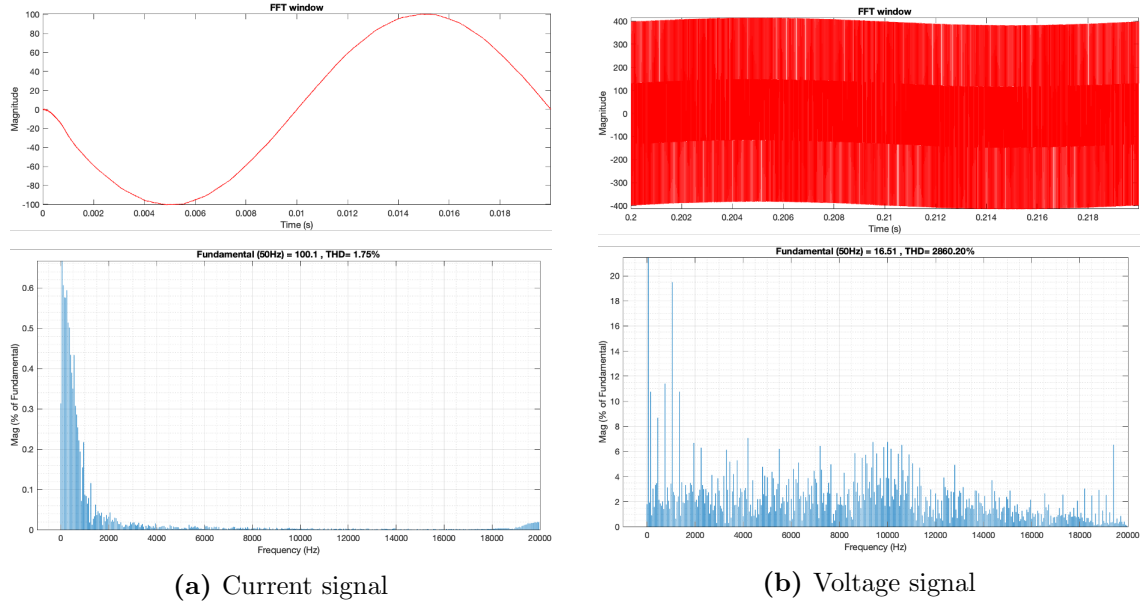 FFT window
100
80
60
40
20
0
-20
-40
-60
-80
-100
Magnitude
0 0.002 0.004 0.006 0.008 0.01 0.012 0.014 0.016 0.018
Time (s)
Fundamental (50Hz) = 100.1 , THD= 1.75%
0.6
0.5
0.4
0.3
0.2
0.1
0
Mag (% of Fundamental)
0 2000 4000 6000 8000 10000 12000 14000 16000 18000 20000
Frequency (Hz)
(a) Current signal
FFT window
400
300
200
100
0
-100
-200
-300
-400
Magnitude
0.2 0.202 0.204 0.206 0.208 0.21 0.212 0.214 0.216 0.218
Time (s)
Fundamental (50Hz) = 16.51 , THD= 2860.20%
20
18
16
14
12
10
8
6
4
2
0
Mag (% of Fundamental)
0 2000 4000 6000 8000 10000 12000 14000 16000 18000 20000
Frequency (Hz)
(b) Voltage signal